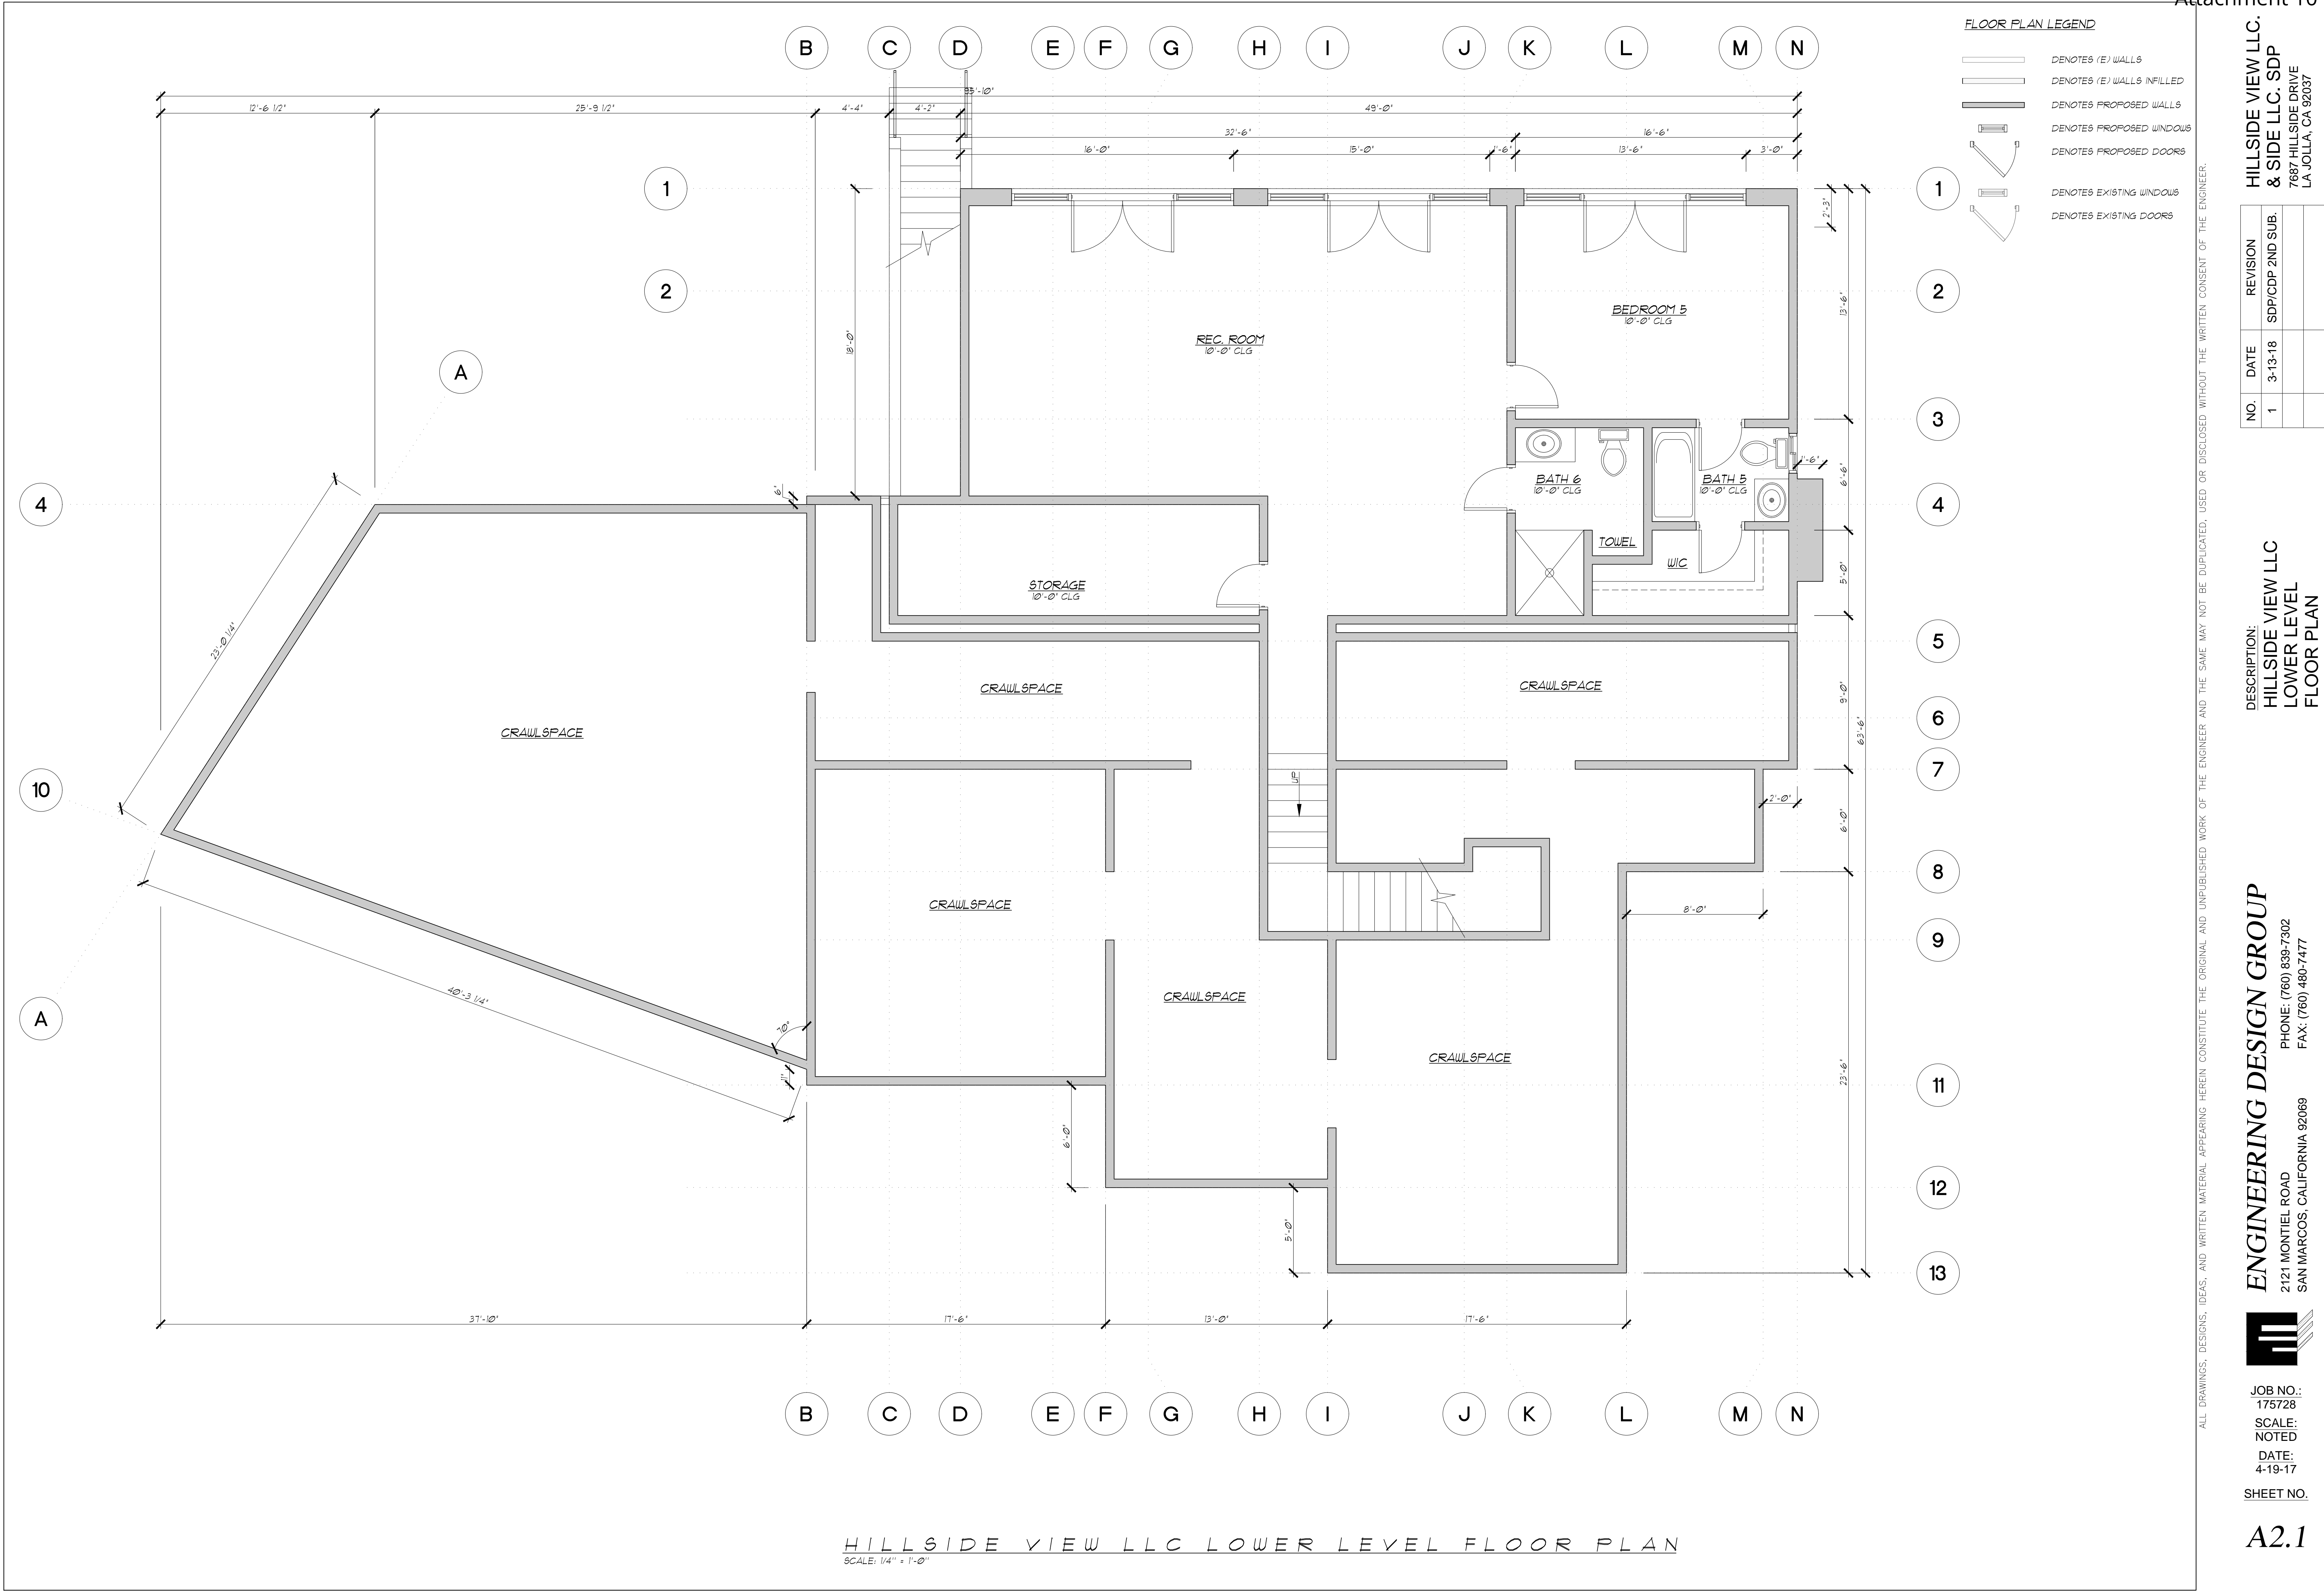 Attachment 10
FLOOR PLAN LEGEND
DENOTES (E) WALLS
DENOTES (E) WALLS INFILLED
DENOTES PROPOSED WALLS
DENOTES PROPOSED WINDOWS
DENOTES PROPOSED DOORS
DENOTES EXISTING WINDOWS
DENOTES EXISTING DOORS
B C D E F G H I J K L M N
93'-10"
12'-6 1/2" 25'-9 1/2" 4'-4" 4'-2" 49'-0"
32'-6" 16'-6"
16'-0" 15'-0" 1'-6" 13'-6" 3'-0"
1 1
2'-3"
2 2
13'-6"
18'-0"
BEDROOM 5
10'-0" CLG
REC. ROOM
10'-0" CLG
A
3
1'-6"
6'-6"
BATH 6
10'-0" CLG
BATH 5
10'-0" CLG
6"
4 4
TOWEL
WIC
5'-0"
STORAGE
10'-0" CLG
23'-0 1/4"
5
CRAWLSPACE
CRAWLSPACE
9'-0"
6
63'-6"
CRAWLSPACE
7
UP
10
2'-0"
6'-0"
8
CRAWLSPACE
8'-0"
9
40'-3 1/4"
CRAWLSPACE
A
70°
CRAWLSPACE
11"
23'-6"
11
6'-0"
12
5'-0"
13
37'-10" 17'-6" 13'-0" 17'-6"
B C D E F G H I J K L M N
HILLSIDE VIEW LLC LOWER LEVEL FLOOR PLAN
SCALE: 1/4" = 1'-0"
ALL DRAWINGS, DESIGNS, IDEAS, AND WRITTEN MATERIAL APPEARING HEREIN CONSTITUTE THE ORIGINAL AND UNPUBLISHED WORK OF THE ENGINEER AND THE SAME MAY NOT BE DUPLICATED, USED OR DISCLOSED WITHOUT THE WRITTEN CONSENT OF THE ENGINEER.
HILLSIDE VIEW LLC.
& SIDE LLC. SDP
7687 HILLSIDE DRIVE
LA JOLLA, CA 92037
NO. DATE REVISION
1 3-13-18 SDP/CDP 2ND SUB.
DESCRIPTION:
HILLSIDE VIEW LLC
LOWER LEVEL
FLOOR PLAN
ENGINEERING DESIGN GROUP
2121 MONTIEL ROAD PHONE: (760) 839-7302
SAN MARCOS, CALIFORNIA 92069 FAX: (760) 480-7477
JOB NO.:
175728
SCALE:
NOTED
DATE:
4-19-17
SHEET NO.
A2.1